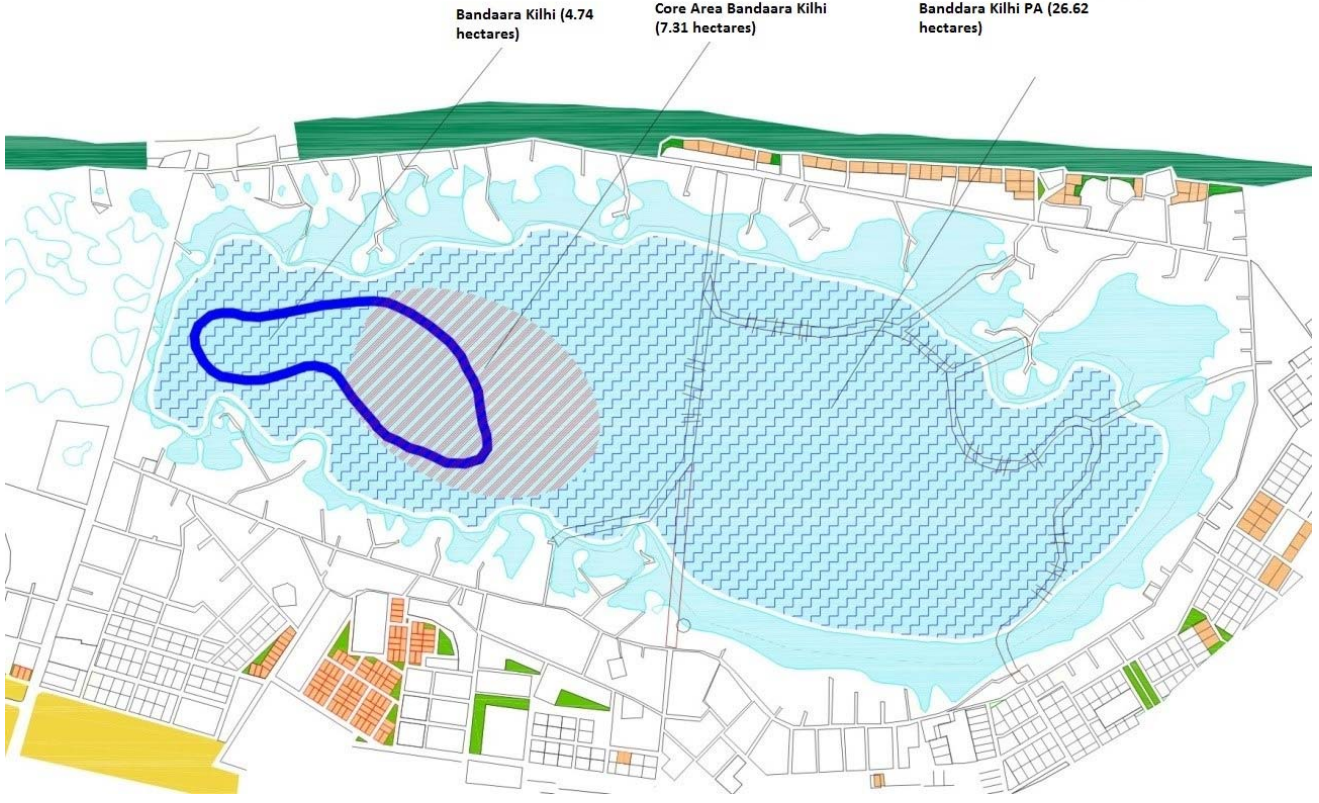 Bandaara Kilhi (4.74
hectares)
Core Area Bandaara Kilhi
(7.31 hectares)
Banddara Kilhi PA (26.62
hectares)